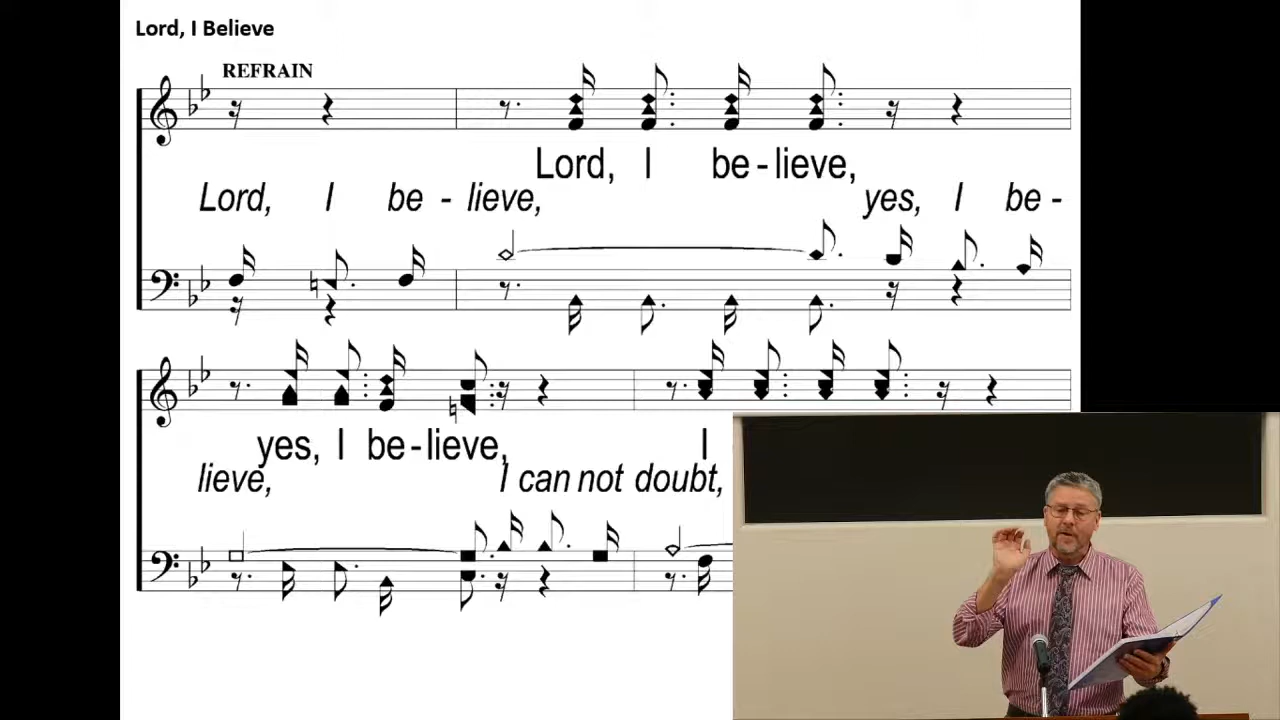 Lord, I Believe
REFRAIN
Lord, I be - lieve,
Lord, I be - lieve, yes, I be -
yes, I be - lieve, I
lieve, I can not doubt,